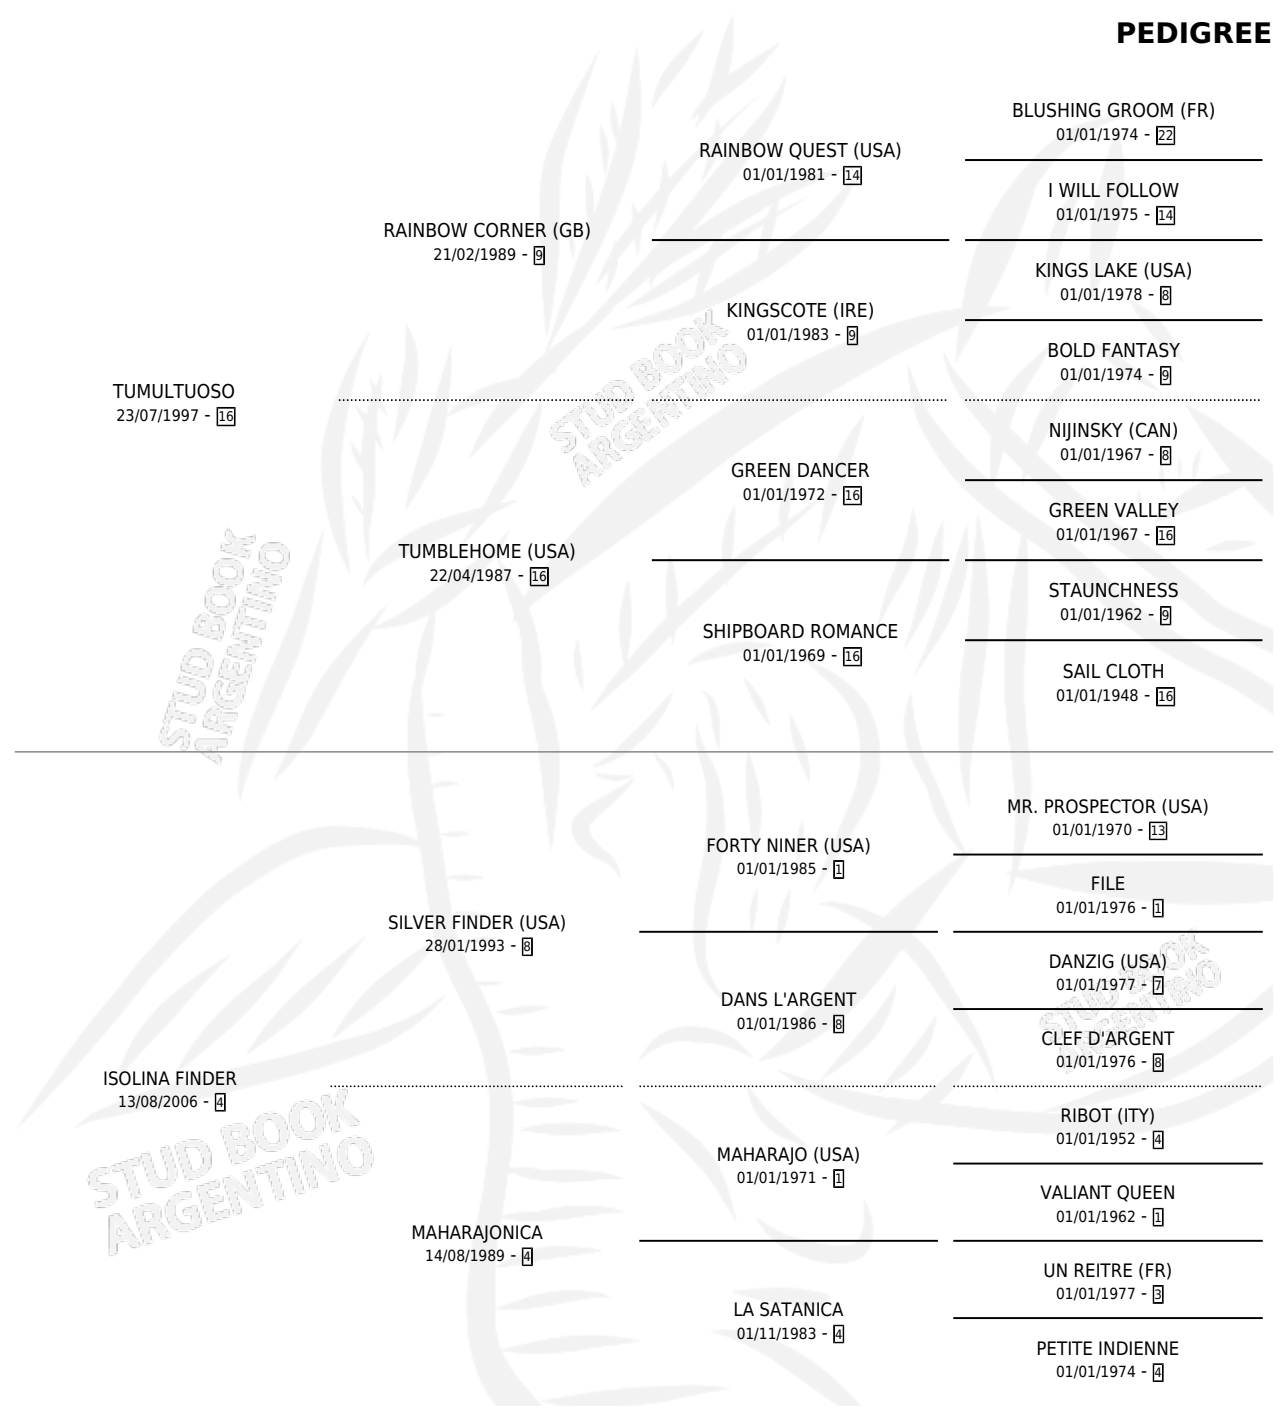 PEDIGREE
BLUSHING GROOM (FR)
01/01/1974 - 22
RAINBOW QUEST (USA)
01/01/1981 - 14
I WILL FOLLOW
01/01/1975 - 14
RAINBOW CORNER (GB)
21/02/1989 - 9
KINGS LAKE (USA)
01/01/1978 - 8
KINGSCOTE (IRE)
01/01/1983 - 9
BOLD FANTASY
01/01/1974 - 9
TUMULTUOSO
23/07/1997 - 16
NIJINSKY (CAN)
01/01/1967 - 8
GREEN DANCER
01/01/1972 - 16
GREEN VALLEY
01/01/1967 - 16
TUMBLEHOME (USA)
22/04/1987 - 16
STAUNCHNESS
01/01/1962 - 9
SHIPBOARD ROMANCE
01/01/1969 - 16
SAIL CLOTH
01/01/1948 - 16
STUD BOOK
ARGENTINO
STUD BOOK
ARGENTINO
MR. PROSPECTOR (USA)
01/01/1970 - 13
FORTY NINER (USA)
01/01/1985 - 1
FILE
01/01/1976 - 1
SILVER FINDER (USA)
28/01/1993 - 8
DANZIG (USA)
01/01/1977 - 7
DANS L'ARGENT
01/01/1986 - 8
CLEF D'ARGENT
01/01/1976 - 8
STUD BOOK
ARGENTINO
ISOLINA FINDER
13/08/2006 - 4
RIBOT (ITY)
01/01/1952 - 4
MAHARAJO (USA)
01/01/1971 - 1
VALIANT QUEEN
01/01/1962 - 1
MAHARAJONICA
14/08/1989 - 4
UN REITRE (FR)
01/01/1977 - 3
LA SATANICA
01/11/1983 - 4
PETITE INDIENNE
01/01/1974 - 4
STUD BOOK
ARGENTINO